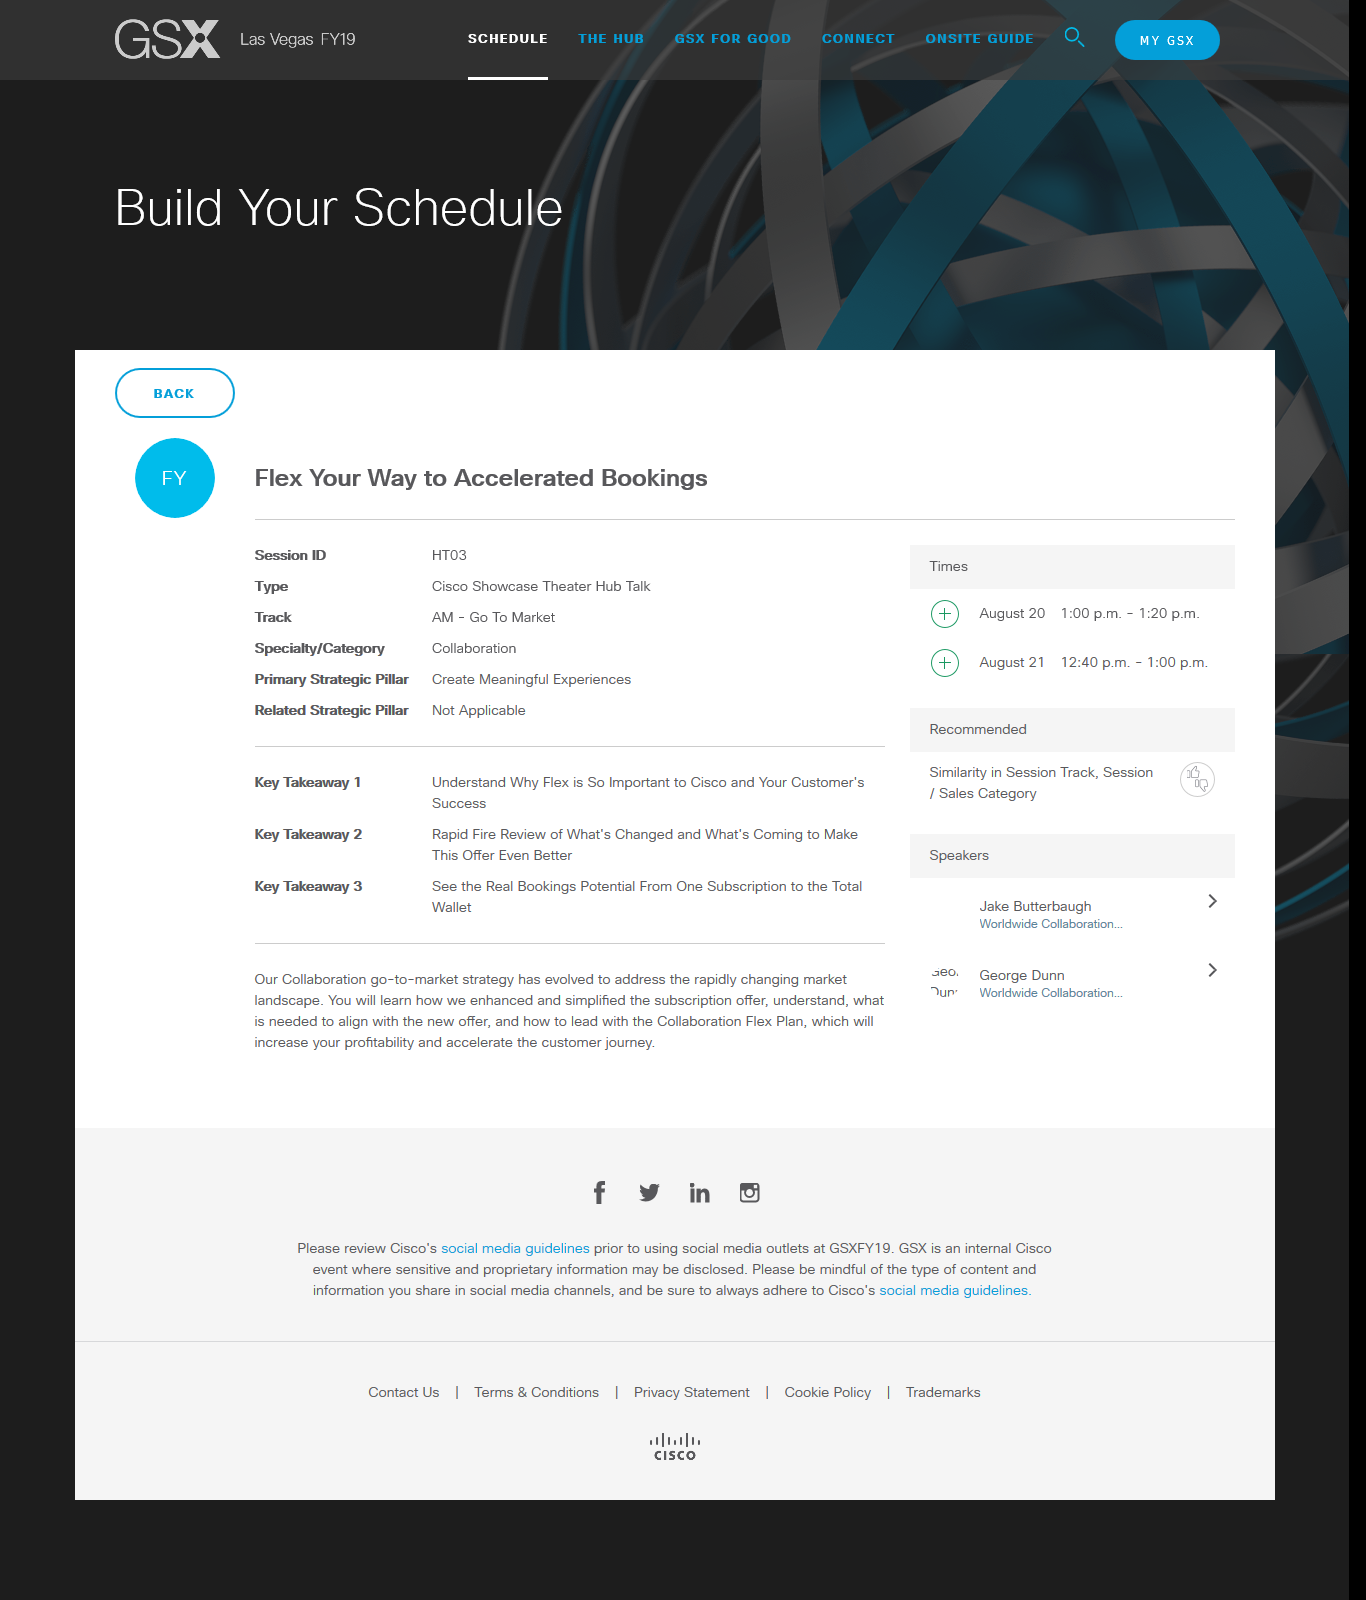 GSX Las Vegas FY19 SCHEDULE THE HUB GSX FOR GOOD CONNECT ONSITE GUIDE MY GSX
Build Your Schedule
BACK
FY
Flex Your Way to Accelerated Bookings
Session ID HT03
Type Cisco Showcase Theater Hub Talk
Track AM - Go To Market
Specialty/Category Collaboration
Primary Strategic Pillar Create Meaningful Experiences
Related Strategic Pillar Not Applicable
Key Takeaway 1 Understand Why Flex is So Important to Cisco and Your Customer's
Success
Key Takeaway 2 Rapid Fire Review of What's Changed and What's Coming to Make
This Offer Even Better
Key Takeaway 3 See the Real Bookings Potential From One Subscription to the Total
Wallet
Our Collaboration go-to-market strategy has evolved to address the rapidly changing market
landscape. You will learn how we enhanced and simplified the subscription offer, understand, what
is needed to align with the new offer, and how to lead with the Collaboration Flex Plan, which will
increase your profitability and accelerate the customer journey.
Times
August 20 1:00 p.m. - 1:20 p.m.
August 21 12:40 p.m. - 1:00 p.m.
Recommended
Similarity in Session Track, Session
/ Sales Category
Speakers
Jake Butterbaugh
Worldwide Collaboration...
George Dunn
Worldwide Collaboration...
Please review Cisco's social media guidelines prior to using social media outlets at GSXFY19. GSX is an internal Cisco
event where sensitive and proprietary information may be disclosed. Please be mindful of the type of content and
information you share in social media channels, and be sure to always adhere to Cisco's social media guidelines.
Contact Us | Terms & Conditions | Privacy Statement | Cookie Policy | Trademarks
CISCO